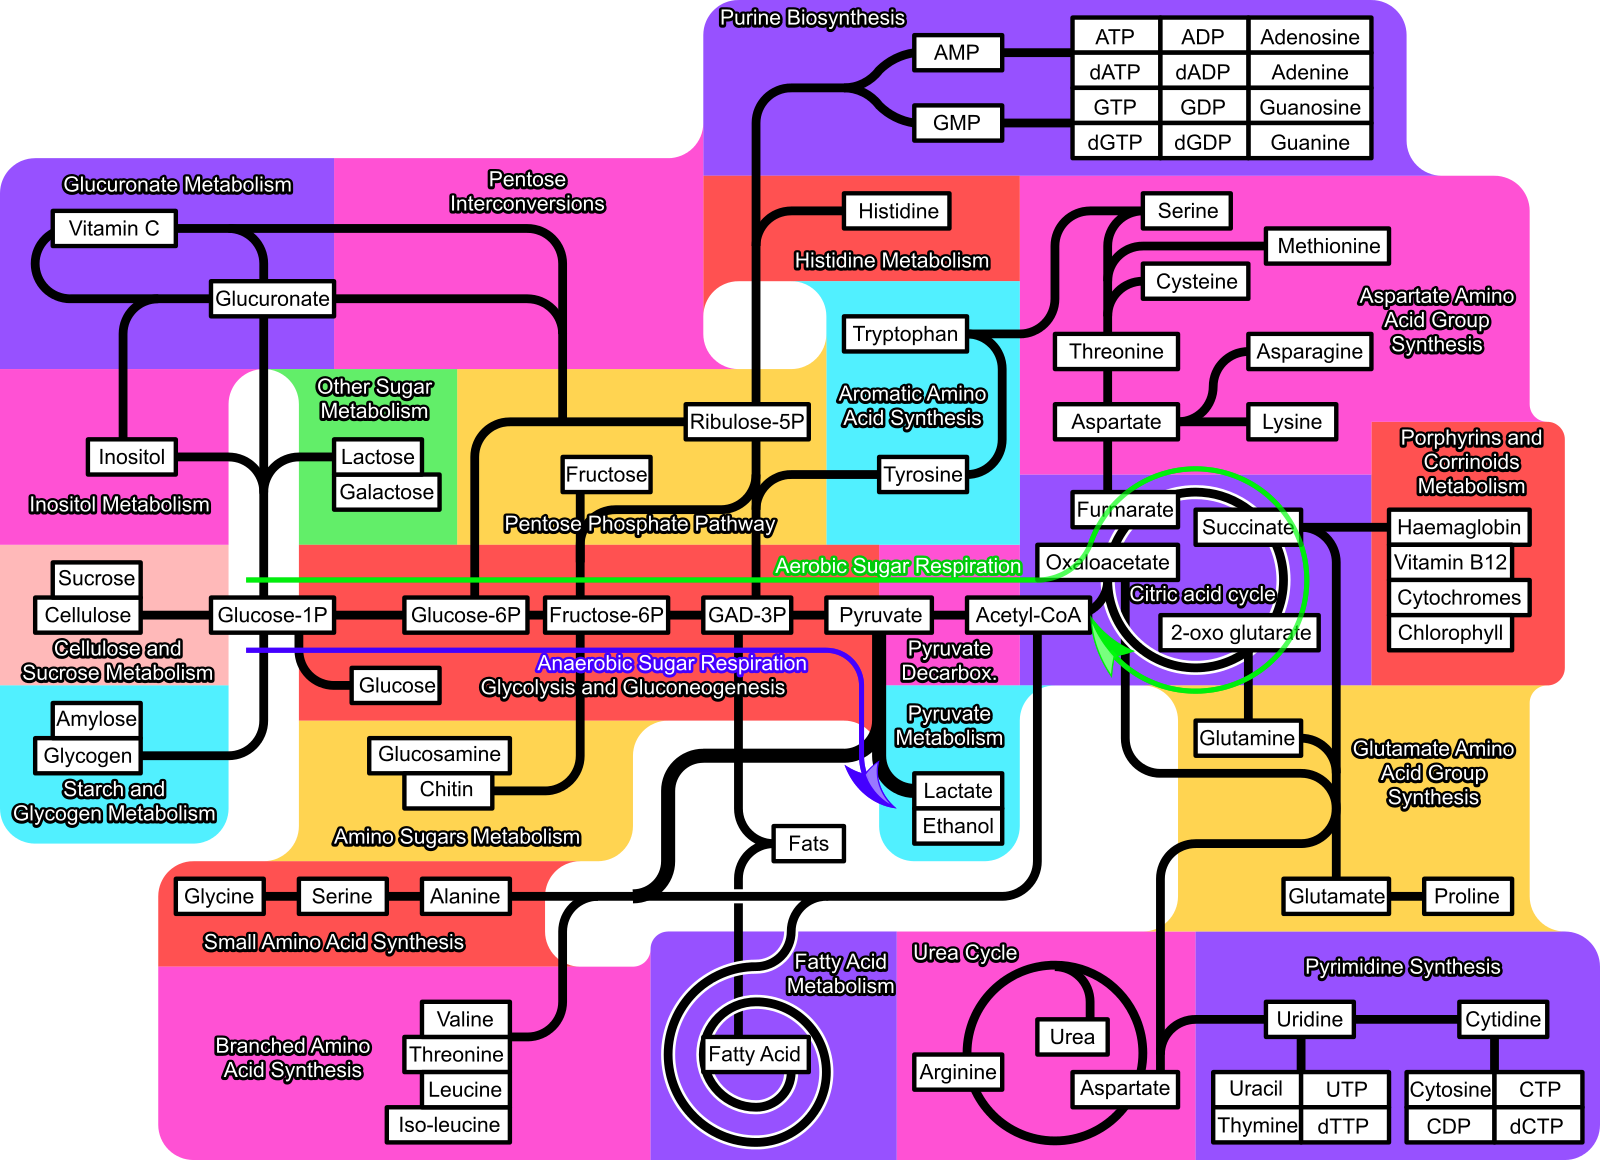 Purine Biosynthesis
AMP
ATP ADP Adenosine
dATP dADP Adenine
GMP
GTP GDP Guanosine
dGTP dGDP Guanine
Glucuronate Metabolism
Vitamin C
Glucuronate
Pentose
Interconversions
Histidine
Histidine Metabolism
Serine
Methionine
Cysteine
Threonine
Asparagine
Aspartate
Lysine
Aspartate Amino
Acid Group
Synthesis
Tryptophan
Aromatic Amino
Acid Synthesis
Tyrosine
Inositol
Inositol Metabolism
Other Sugar
Metabolism
Lactose
Galactose
Ribulose-5P
Fructose
Pentose Phosphate Pathway
Porphyrins and
Corrinoids
Metabolism
Haemaglobin
Vitamin B12
Cytochromes
Chlorophyll
Furmarate
Succinate
Oxaloacetate
Citric acid cycle
2-oxo glutarate
Aerobic Sugar Respiration
Sucrose
Cellulose
Cellulose and
Sucrose Metabolism
Glucose-1P
Glucose-6P
Fructose-6P
GAD-3P
Pyruvate
Acetyl-CoA
Glucose
Anaerobic Sugar Respiration
Glycolysis and Gluconeogenesis
Pyruvate
Decarbox.
Pyruvate
Metabolism
Lactate
Ethanol
Amylose
Glycogen
Starch and
Glycogen Metabolism
Glucosamine
Chitin
Amino Sugars Metabolism
Fats
Glutamine
Glutamate Amino
Acid Group
Synthesis
Glutamate
Proline
Glycine
Serine
Alanine
Small Amino Acid Synthesis
Valine
Threonine
Leucine
Iso-leucine
Branched Amino
Acid Synthesis
Fatty Acid
Metabolism
Fatty Acid
Urea Cycle
Urea
Arginine
Aspartate
Pyrimidine Synthesis
Uridine
Cytidine
Uracil UTP
Thymine dTTP
Cytosine CTP
CDP dCTP